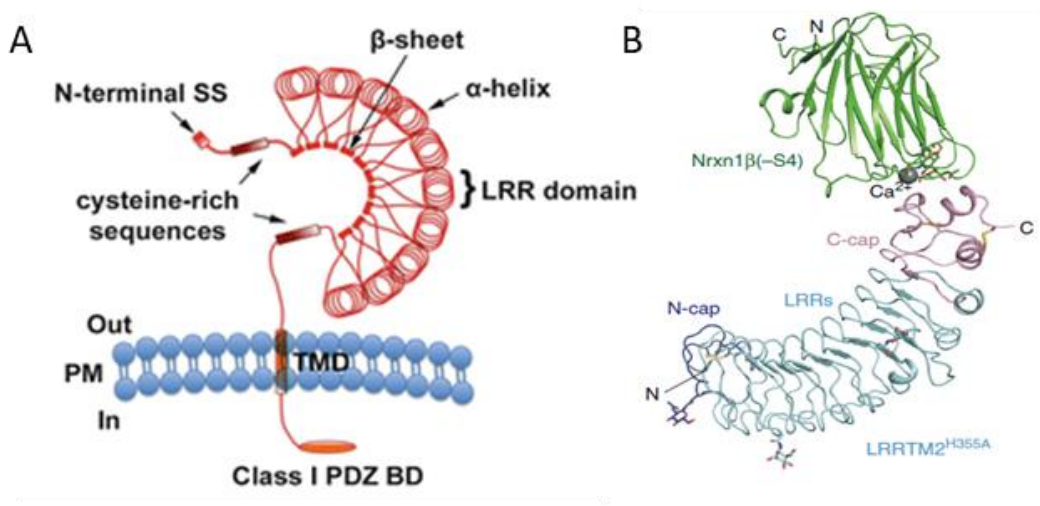 A
β-sheet
N-terminal SS
α-helix
cysteine-rich
sequences
LRR domain
Out
PM
TMD
In
Class I PDZ BD
B
C
N
Nrxn1β(–S4)
Ca2+
C-cap
C
LRRs
N-cap
N
LRRTM2H355A